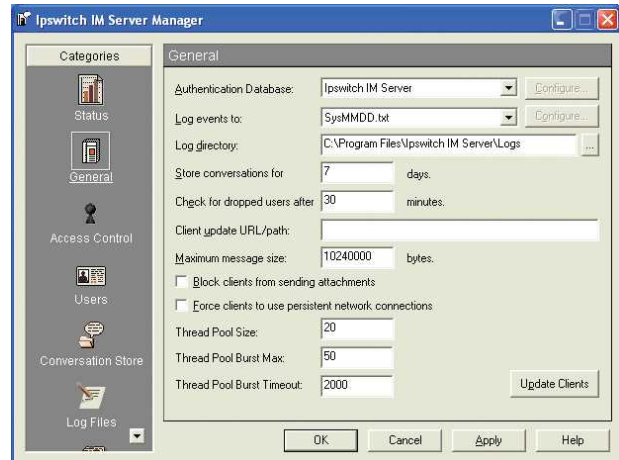 Ipswitch IM Server Manager
Categories
Status
General
Access Control
Users
Conversation Store
Log Files
General
Authentication Database: Ipswitch IM Server Configure...
Log events to: SysMMDD.txt Configure...
Log directory: C:\Program Files\Ipswitch IM Server\Logs ...
Store conversations for 7 days.
Check for dropped users after 30 minutes.
Client update URL/path:
Maximum message size: 10240000 bytes.
Block clients from sending attachments
Force clients to use persistent network connections
Thread Pool Size: 20
Thread Pool Burst Max: 50
Thread Pool Burst Timeout: 2000 Update Clients
OK Cancel Apply Help